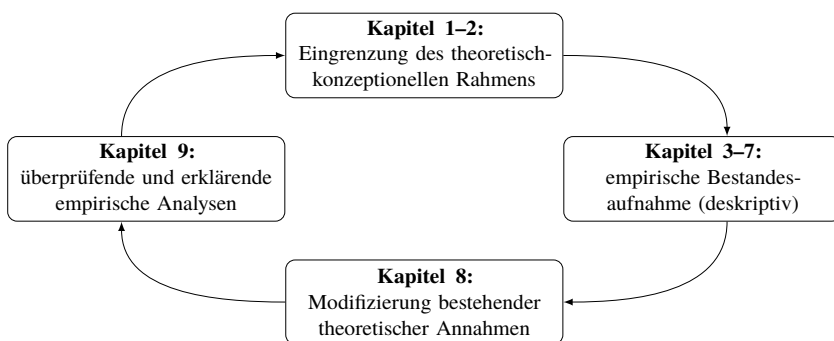 Kapitel 1–2:
Eingrenzung des theoretisch-
konzeptionellen Rahmens
Kapitel 3–7:
empirische Bestandes-
aufnahme (deskriptiv)
Kapitel 8:
Modifizierung bestehender
theoretischer Annahmen
Kapitel 9:
überprüfende und erklärende
empirische Analysen